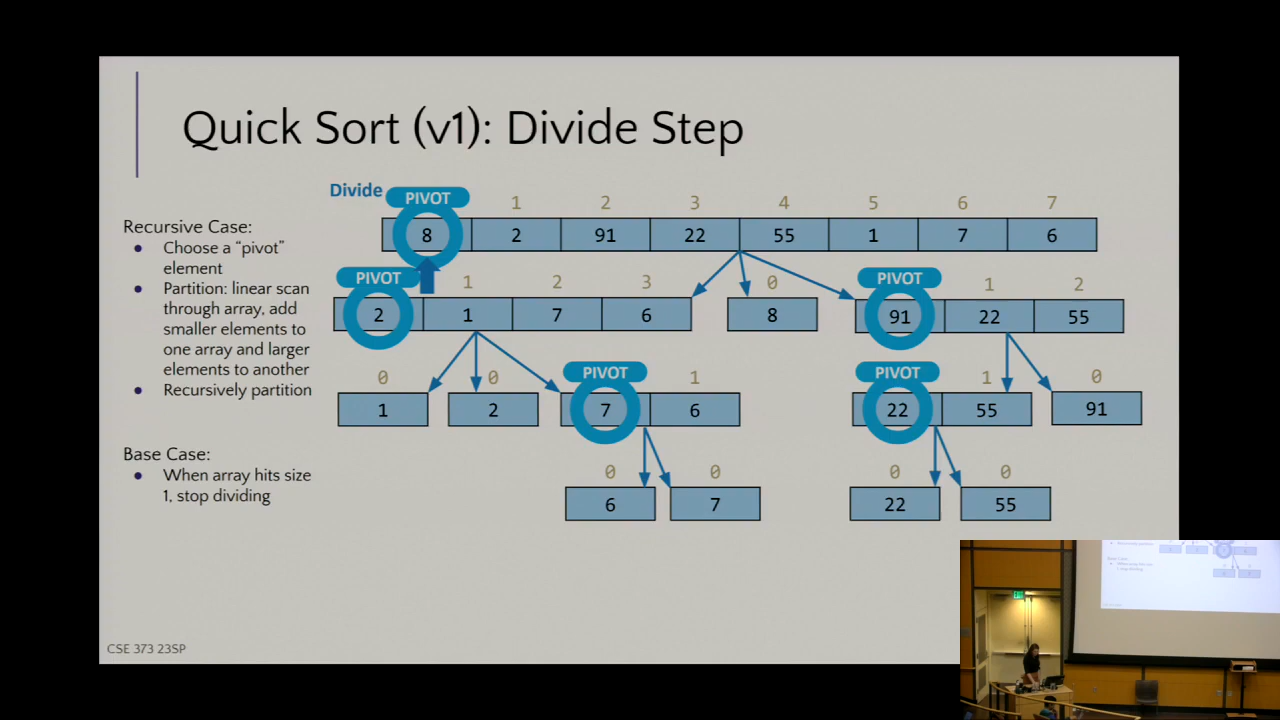 Quick Sort (v1): Divide Step
Divide
PIVOT
1 2 3 4 5 6 7
8 2 91 22 55 1 7 6
PIVOT
1 2 3
2 1 7 6
0
8
PIVOT
1 2
91 22 55
0
1
0
2
PIVOT
1
7 6
PIVOT
1
22 55
0
91
0
6
0
7
0
22
0
55
Recursive Case:
● Choose a “pivot”
element
● Partition: linear scan
through array, add
smaller elements to
one array and larger
elements to another
● Recursively partition
Base Case:
● When array hits size
1, stop dividing
CSE 373 23SP